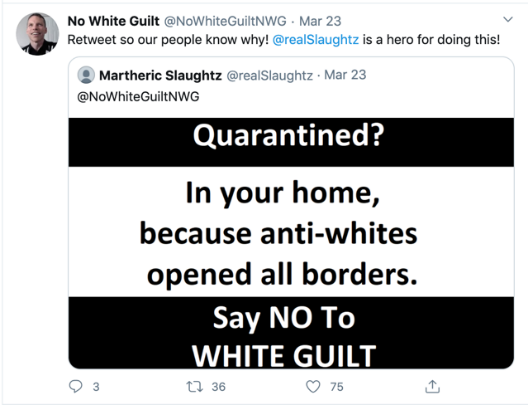 No White Guilt @NoWhiteGuiltNWG · Mar 23
Retweet so our people know why! @realSlaughtz is a hero for doing this!
Martheric Slaughtz @realSlaughtz · Mar 23
@NoWhiteGuiltNWG
Quarantined?
In your home,
because anti-whites
opened all borders.
Say NO To
WHITE GUILT
3 36 75